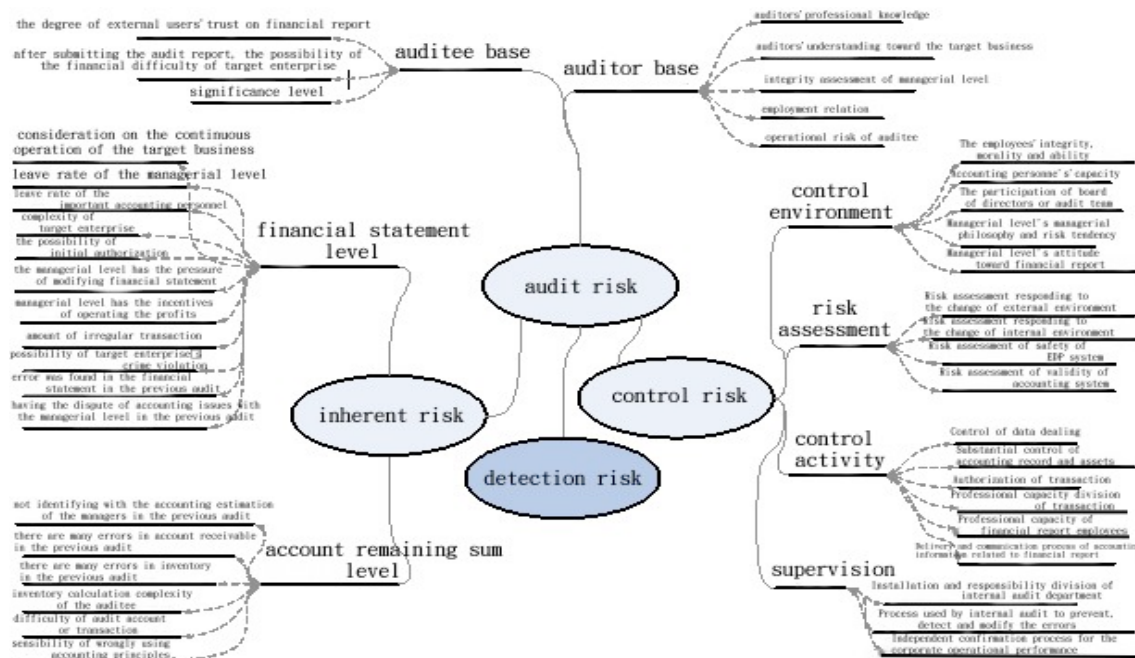 the degree of external users' trust on financial report
after submitting the audit report, the possibility of
the financial difficulty of target enterprise
significance level
auditee base
auditor base
auditors' professional knowledge
auditors' understanding toward the target business
integrity assessment of managerial level
employment relation
operational risk of auditee
consideration on the continuous
operation of the target business
leave rate of the managerial level
leave rate of the
important accounting personnel
complexity of
target enterprise
the possibility of
initial authorization
the managerial level has the pressure
of modifying financial statement
managerial level has the incentives
of operating the profits
amount of irregular transaction
possibility of target enterprise's
crime violation
error was found in the financial
statement in the previous audit
having the dispute of accounting issues with
the managerial level in the previous audit
financial statement
level
audit risk
inherent risk
control risk
detection risk
control
environment
The employees' integrity,
morality and ability
Accounting personne's'capacity
The participation of board
of directors or audit team
Managerial level's managerial
philosophy and risk tendency
Managerial level's attitude
toward financial report
risk
assessment
Risk assessment responding to
the change of external environment
Risk assessment responding to
the change of internal environment
Risk assessment of safety of
EDP system
Risk assessment of validity of
accounting system
control
activity
Control of data dealing
Substantial control of
accounting record and assets
Authorization of transaction
Professional capacity division
of transaction
Professional capacity of
financial report employees
Delivery and communication process of accounting
information related to financial report
supervision
Installation and responsibility division of
internal audit department
Process used by internal audit to prevent,
detect and modify the errors
Independent confirmation process for the
corporate operational performance
not identifying with the accounting estimation
of the managers in the previous audit
there are many errors in account receivable
in the previous audit
there are many errors in inventory
in the previous audit
inventory calculation complexity
of the auditee
difficulty of audit account
or transaction
sensibility of wrongly using
accounting principles
account remaining sum
level